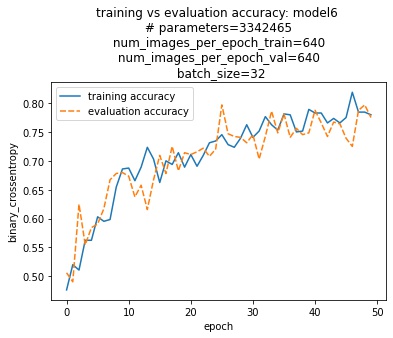 training vs evaluation accuracy: model6
# parameters=3342465
num_images_per_epoch_train=640
num_images_per_epoch_val=640
batch_size=32
training accuracy
evaluation accuracy
binary_crossentropy
0.80
0.75
0.70
0.65
0.60
0.55
0.50
0
10
20
30
40
50
epoch